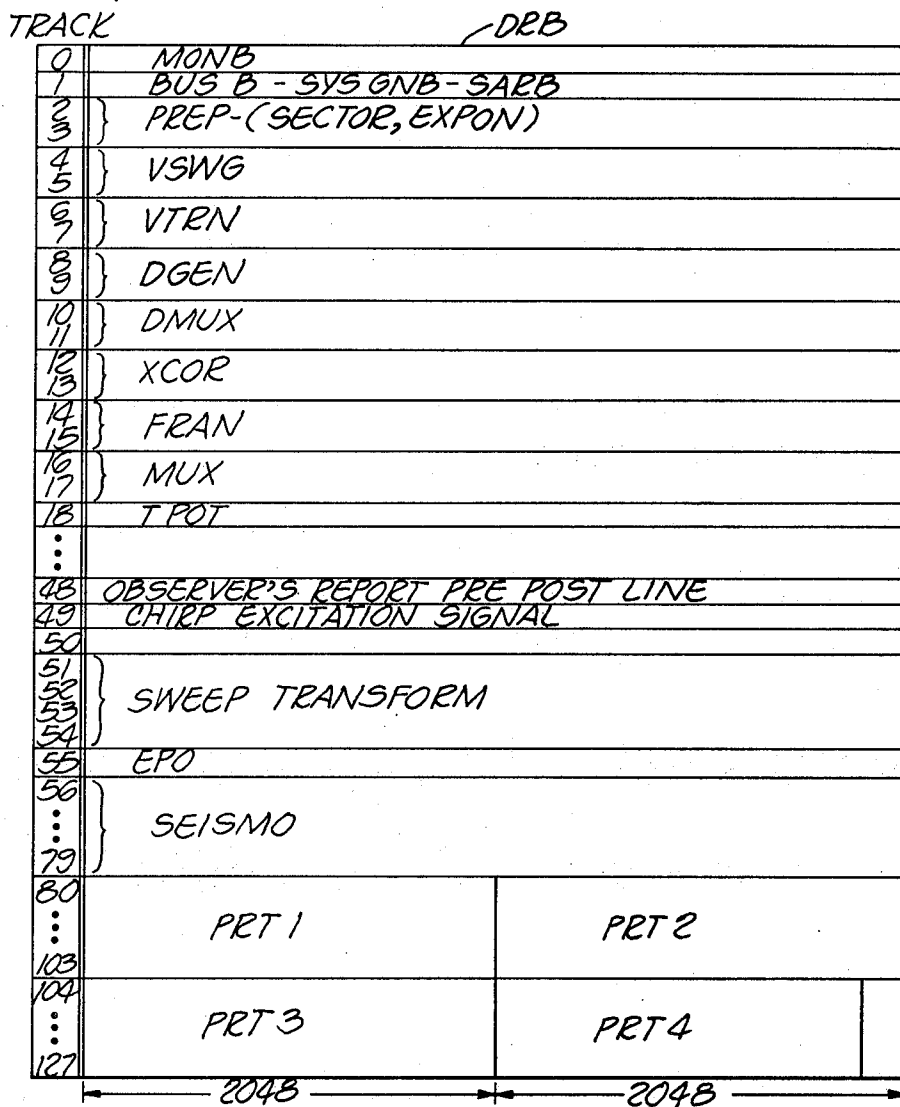 TRACK
DRB
0 MONB
1 BUS B - SYS GNB - SARB
2
3
PREP-(SECTOR, EXPON)
4
5
VSWG
6
7
VTRN
8
9
DGEN
10
11
DMUX
12
13
XCOR
14
15
FRAN
16
17
MUX
18 T POT
48 OBSERVER'S REPORT PRE POST LINE
49 CHIRP EXCITATION SIGNAL
50
51
52
53
54
SWEEP TRANSFORM
55 EPO
56
SEISMO
79
80
PRT 1 PRT 2
103
104
PRT 3 PRT 4
127
2048 2048